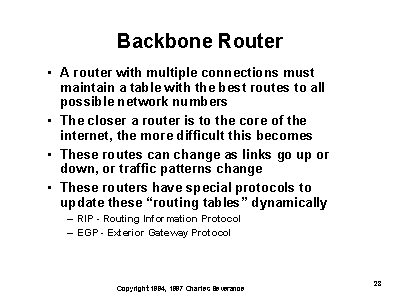 Backbone Router
• A router with multiple connections must
maintain a table with the best routes to all
possible network numbers
• The closer a router is to the core of the
internet, the more difficult this becomes
• These routes can change as links go up or
down, or traffic patterns change
• These routers have special protocols to
update these “routing tables” dynamically
– RIP - Routing Information Protocol
– EGP - Exterior Gateway Protocol
Copyright 1994, 1997 Charles Severance
28